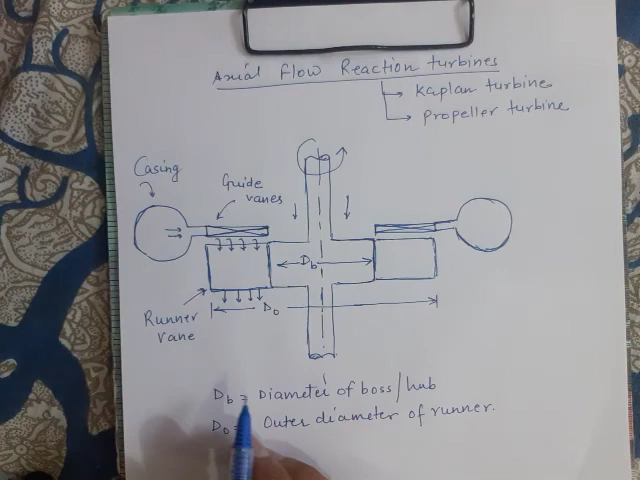 Axial Flow Reaction turbines
Kaplan turbine
propeller turbine
Casing
Guide
vanes
Db
Do
Runner
vane
Db = Diameter of boss/hub
Do = Outer diameter of runner.